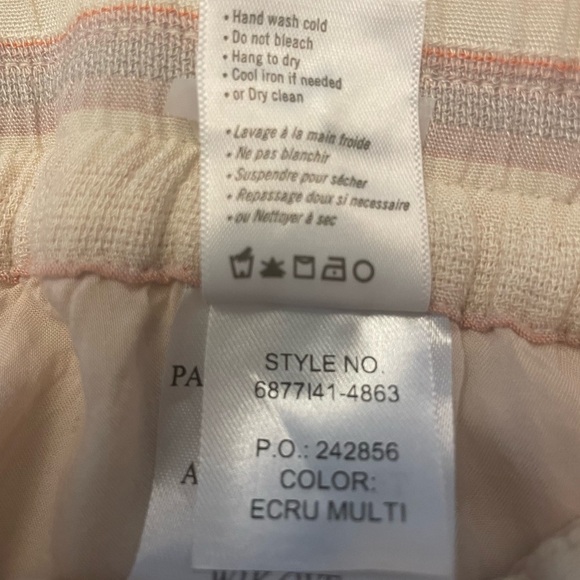 • Hand wash cold
• Do not bleach
• Hang to dry
• Cool iron if needed
• or Dry clean
• Lavage à la main froide
• Ne pas blanchir
• Suspendre pour sécher
• Repassage doux si necessaire
• ou Nettoyer à sec
STYLE NO.
6877I41-4863
PA
P.O.: 242856
A
COLOR:
ECRU MULTI